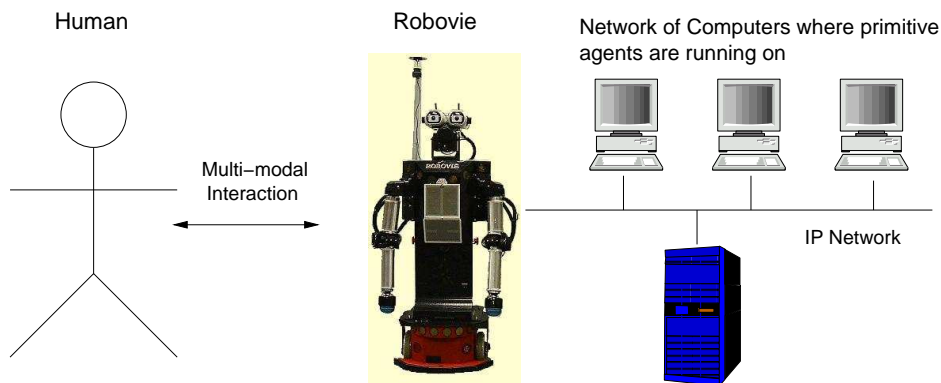 Human
Robovie
Network of Computers where primitive
agents are running on
Multi−modal
Interaction
ROBOVIE
IP Network